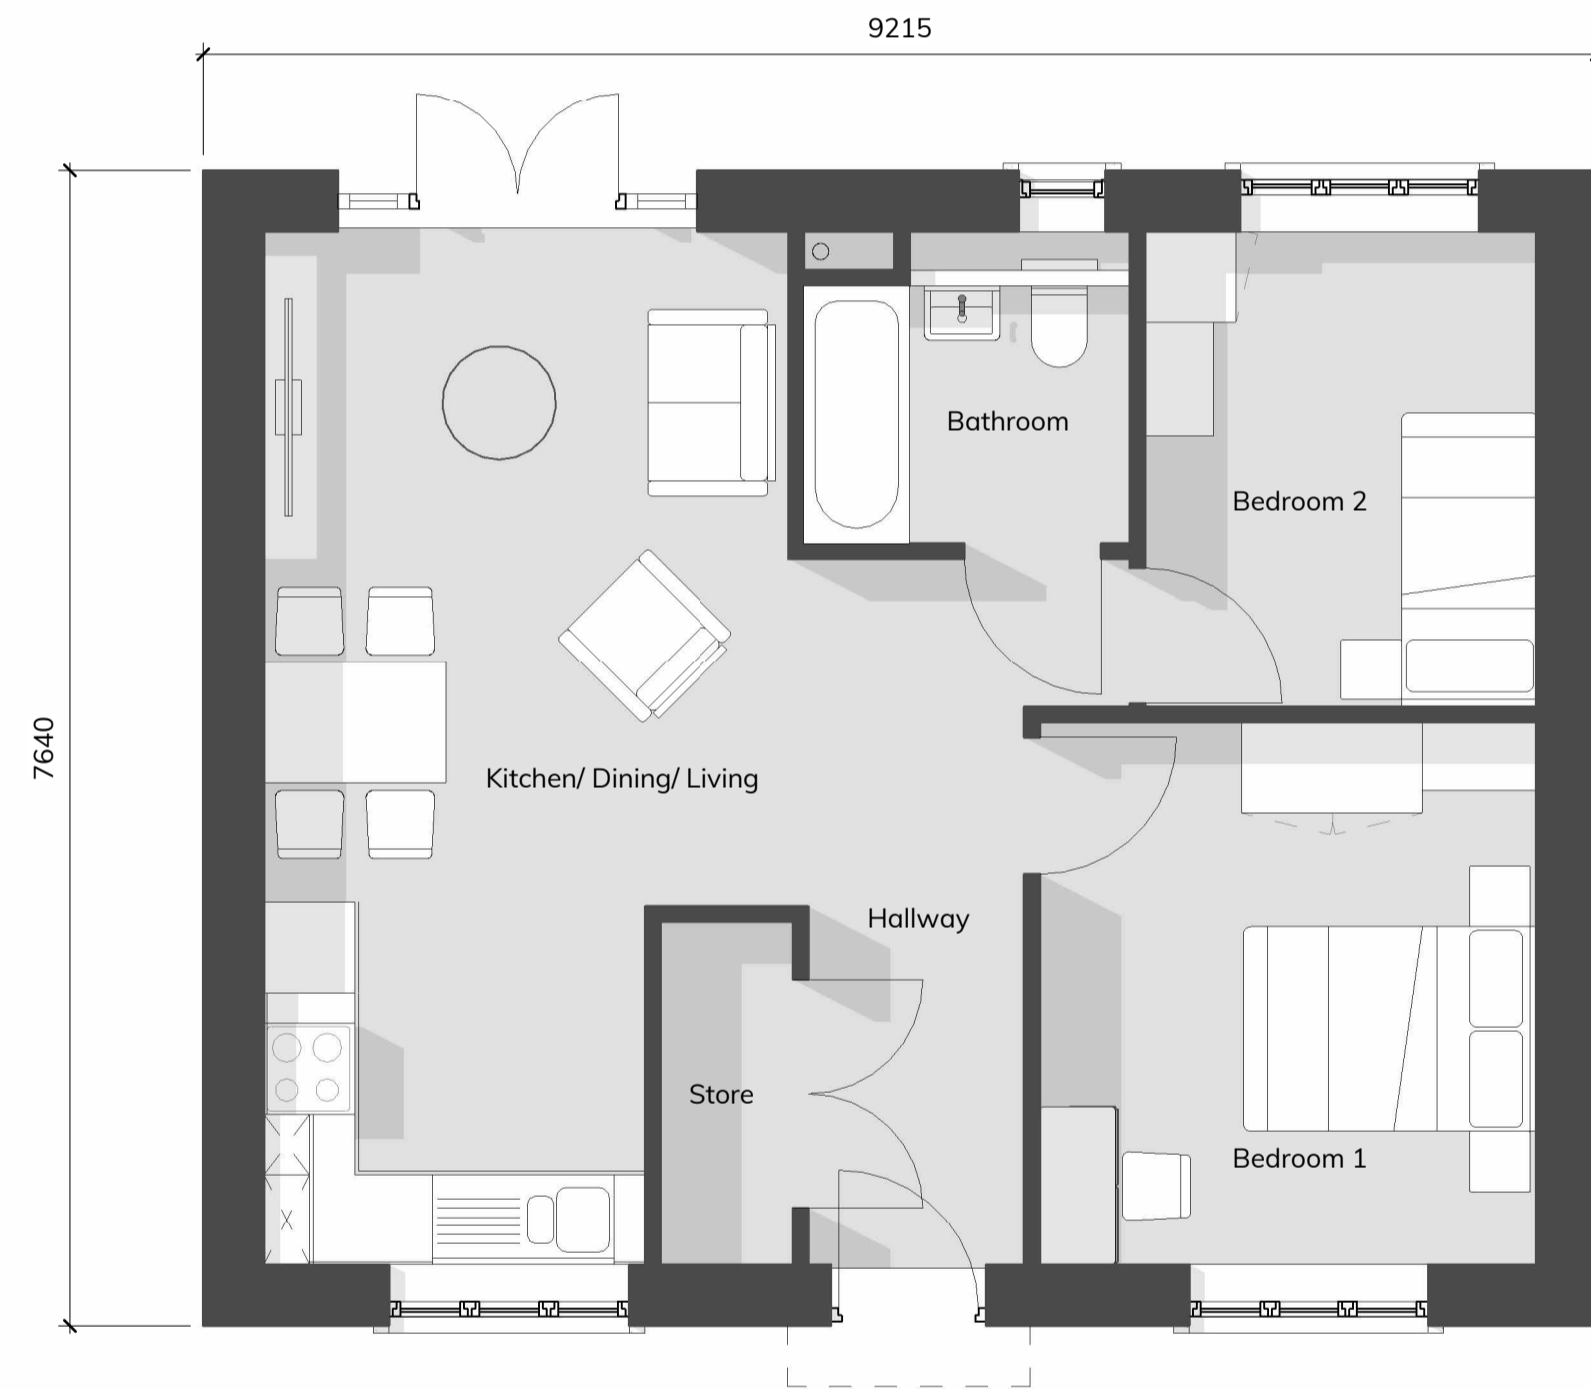 9215
7640
Bathroom
Bedroom 2
Kitchen/ Dining/ Living
Hallway
Store
Bedroom 1